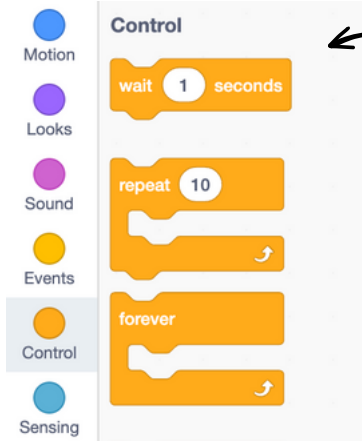 Motion
Looks
Sound
Events
Control
Sensing
Control
wait 1 seconds
repeat 10
forever